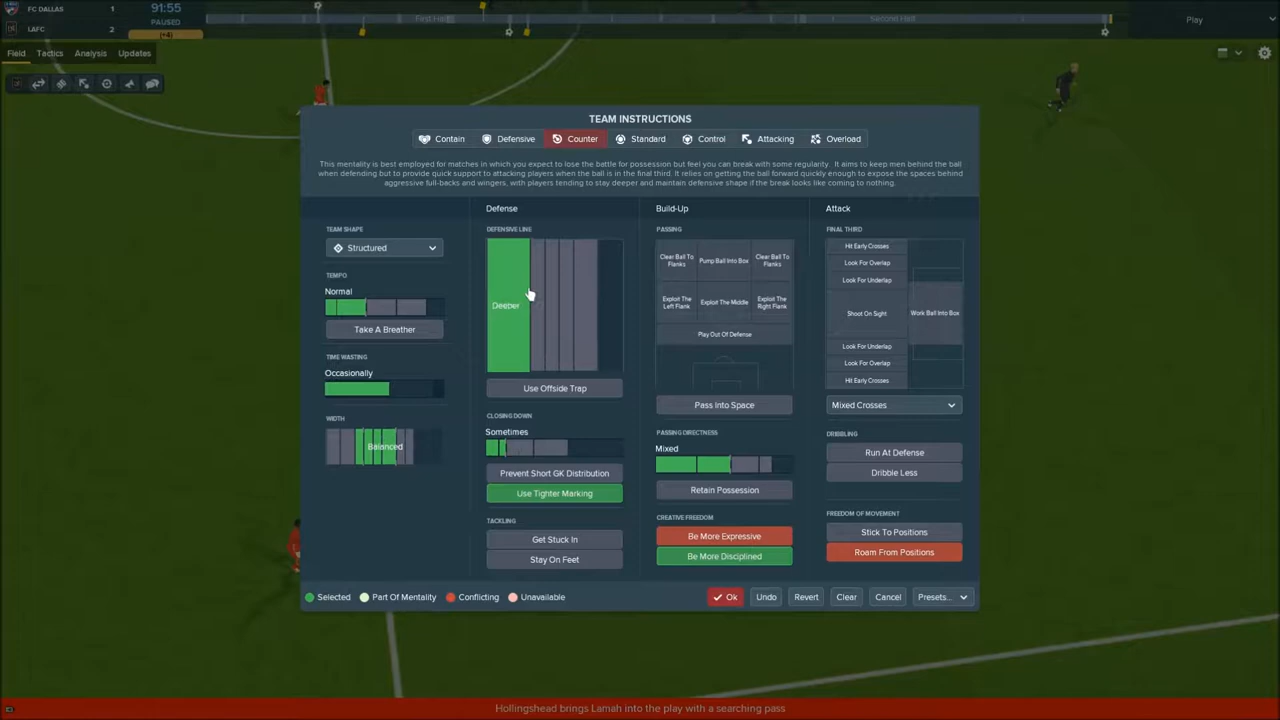 FC DALLAS 1
LAFC 2
91:55
PAUSED
(+4)
First Half
Second Half
Play
Field Tactics Analysis Updates
TEAM INSTRUCTIONS
Contain Defensive Counter Standard Control Attacking Overload
This mentality is best employed for matches in which you expect to lose the battle for possession but feel you can break with some regularity. It aims to keep men behind the ball
when defending but to provide quick support to attacking players when the ball is in the final third. It relies on getting the ball forward quickly enough to expose the spaces behind
aggressive full-backs and wingers, with players tending to stay deeper and maintain defensive shape if the break looks like coming to nothing.
TEAM SHAPE
Structured
TEMPO
Normal
Take A Breather
TIME WASTING
Occasionally
WIDTH
Balanced
Defense
DEFENSIVE LINE
Deeper
Use Offside Trap
CLOSING DOWN
Sometimes
Prevent Short GK Distribution
Use Tighter Marking
TACKLING
Get Stuck In
Stay On Feet
Build-Up
PASSING
Clear Ball To
Flanks
Pump Ball Into Box
Clear Ball To
Flanks
Exploit The
Left Flank
Exploit The Middle
Exploit The
Right Flank
Play Out Of Defense
Pass Into Space
PASSING DIRECTNESS
Mixed
Retain Possession
CREATIVE FREEDOM
Be More Expressive
Be More Disciplined
Attack
FINAL THIRD
Hit Early Crosses
Look For Overlap
Look For Underlap
Shoot On Sight
Work Ball Into Box
Look For Underlap
Look For Overlap
Hit Early Crosses
Mixed Crosses
DRIBBLING
Run At Defense
Dribble Less
FREEDOM OF MOVEMENT
Stick To Positions
Roam From Positions
Selected Part Of Mentality Conflicting Unavailable
Ok Undo Revert Clear Cancel Presets...
Hollingshead brings Lamah into the play with a searching pass